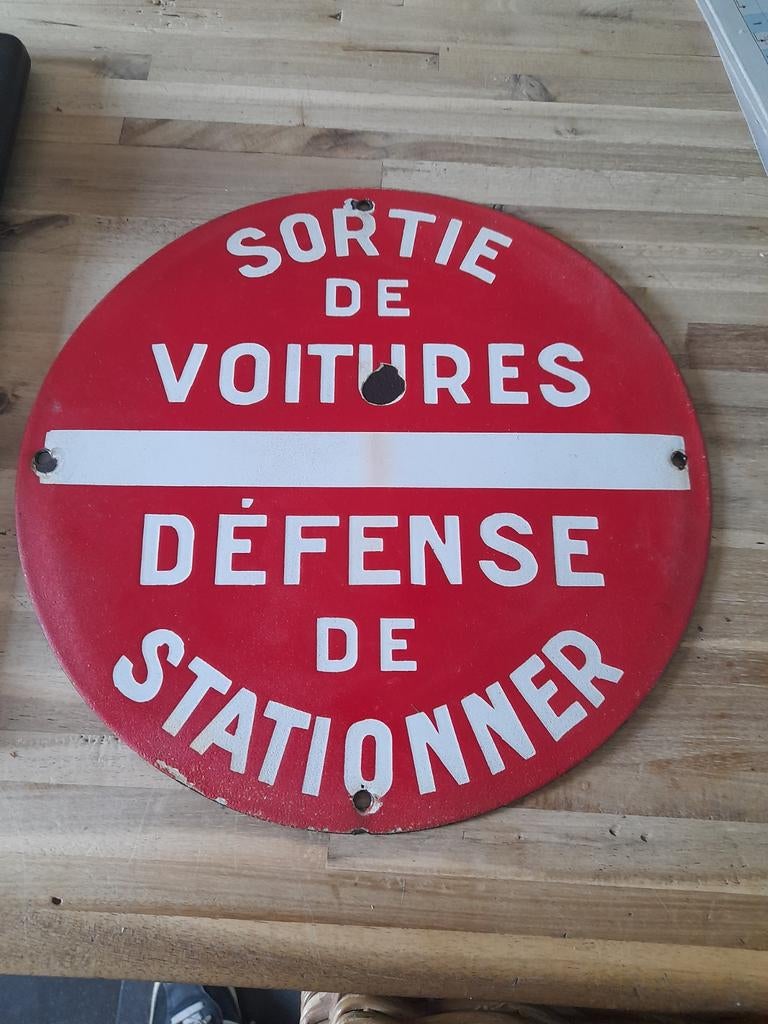 SORTIE
DE
VOITURES
DÉFENSE
DE
STATIONNER